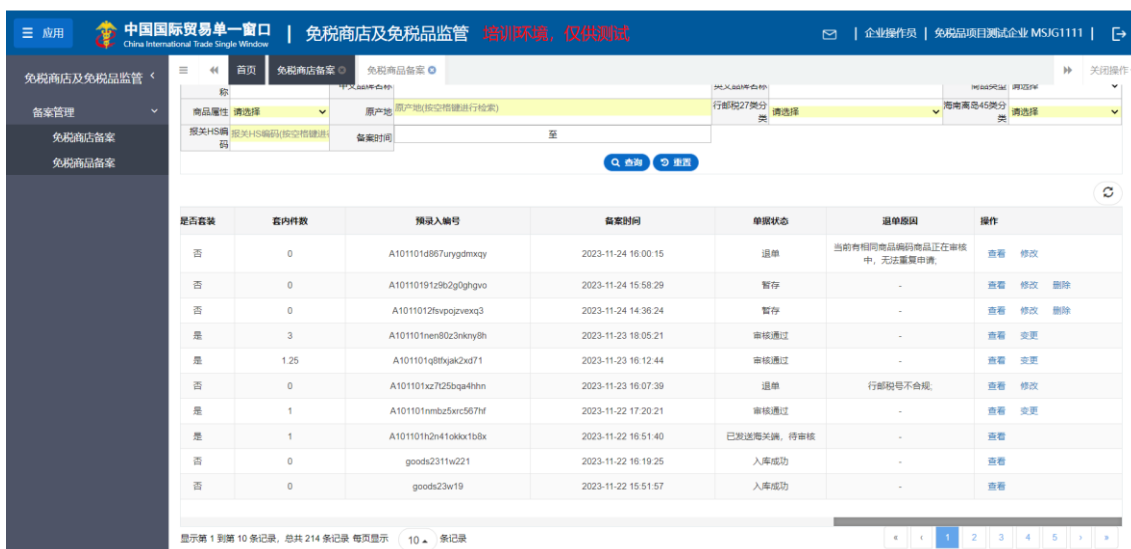 应用
中国国际贸易单一窗口 | 免税商店及免税品监管 培训环境，仅供测试
China International Trade Single Window
企业操作员 | 免税品项目测试企业 MSJG1111 |
免税商店及免税品监管
首页 免税商店备案 免税商品备案 关闭操作
称 中文品牌名称 英文品牌名称 商品类型 请选择
备案管理
商品属性 请选择 原产地 原产地(按空格键进行检索) 行邮税27类分类 请选择 海南离岛45类分类 请选择
免税商店备案
报关HS编码 报关HS编码(按空格键进行 备案时间 至
免税商品备案
查询 重置
是否套装 套内件数 预录入编号 备案时间 单据状态 退单原因 操作
否 0 A101101d867urygdmxqy 2023-11-24 16:00:15 退单 当前有相同商品编码商品正在审核中，无法重复申请; 查看 修改
否 0 A10110191z9b2g0ghgvo 2023-11-24 15:58:29 暂存 - 查看 修改 删除
否 0 A1011012fsvpojzvexq3 2023-11-24 14:36:24 暂存 - 查看 修改 删除
是 3 A101101nen80z3nkny8h 2023-11-23 18:05:21 审核通过 - 查看 变更
是 1.25 A101101q8tfxjak2xd71 2023-11-23 16:12:44 审核通过 - 查看 变更
否 0 A101101xz7t25bqa4hhn 2023-11-23 16:07:39 退单 行邮税号不合规; 查看 修改
是 1 A101101nmbz5xrc567hf 2023-11-22 17:20:21 审核通过 - 查看 变更
是 1 A101101h2n41okkx1b8x 2023-11-22 16:51:40 已发送海关端，待审核 - 查看
否 0 goods2311w221 2023-11-22 16:19:25 入库成功 - 查看
否 0 goods23w19 2023-11-22 15:51:57 入库成功 - 查看
显示第 1 到第 10 条记录，总共 214 条记录 每页显示 10 条记录 « ‹ 1 2 3 4 5 › »